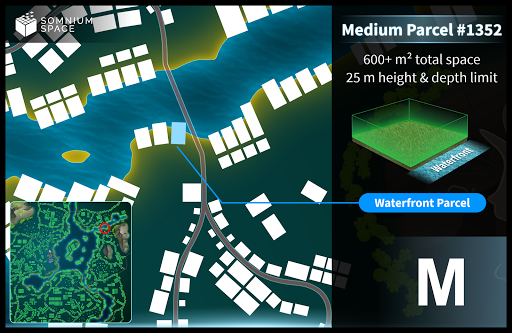 SOMNIUM
SPACE
Medium Parcel #1352
600+ m² total space
25 m height & depth limit
Waterfront
Waterfront Parcel
M